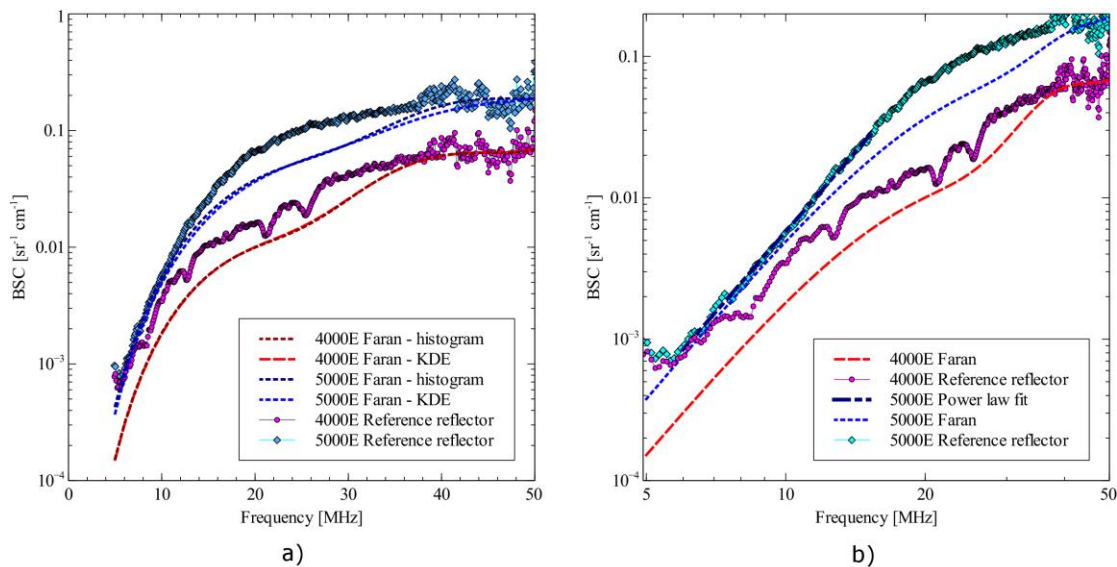 1
0.1
0.01
10⁻³
10⁻⁴
BSC [sr⁻¹ cm⁻¹]
4000E Faran - histogram
4000E Faran - KDE
5000E Faran - histogram
5000E Faran - KDE
4000E Reference reflector
5000E Reference reflector
0 10 20 30 40 50
Frequency [MHz]
a)
0.1
0.01
10⁻³
10⁻⁴
BSC [sr⁻¹ cm⁻¹]
4000E Faran
4000E Reference reflector
5000E Power law fit
5000E Faran
5000E Reference reflector
5 10 20 50
Frequency [MHz]
b)